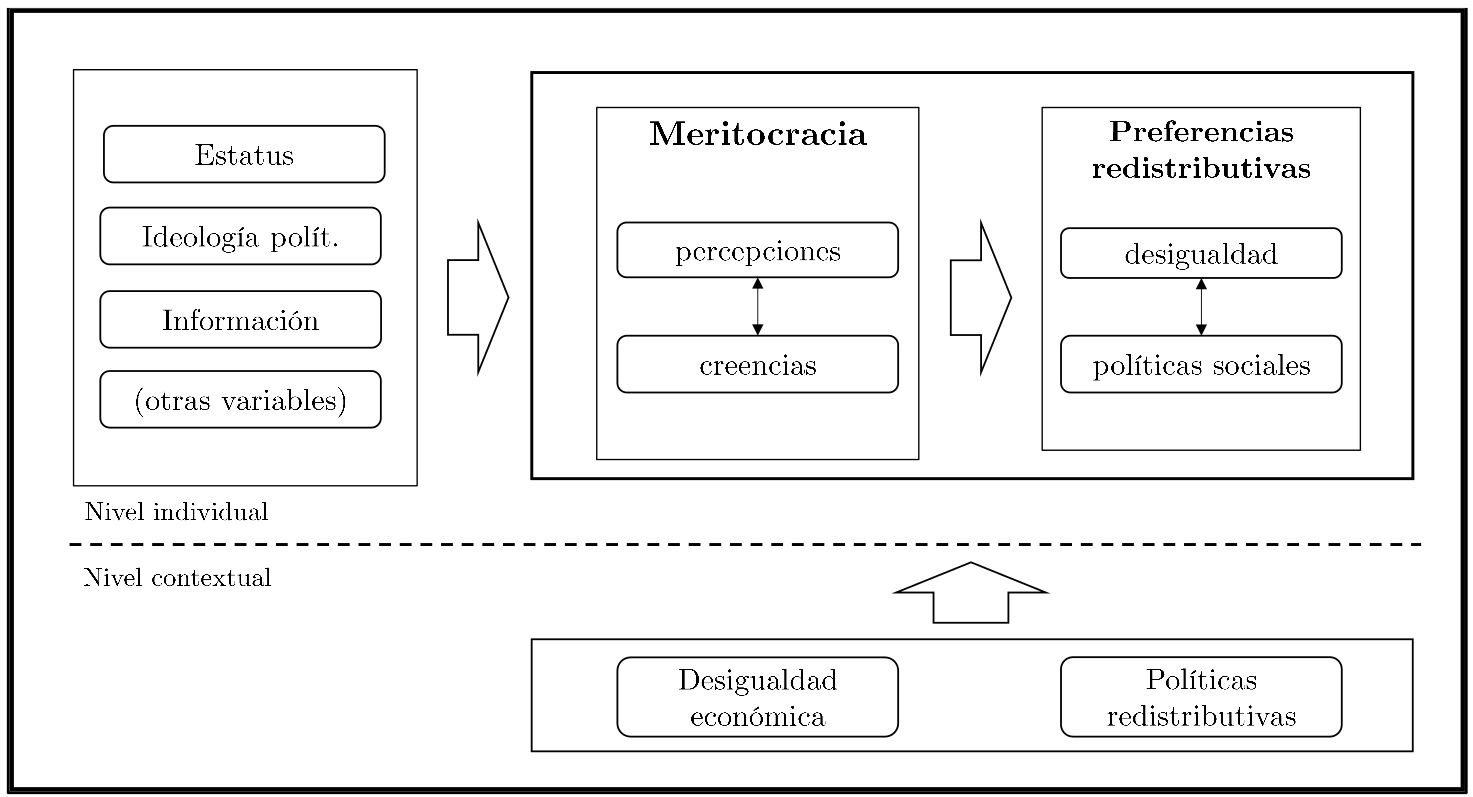 Estatus
Ideología polít.
Información
(otras variables)
Meritocracia
percepciones
creencias
Preferencias
redistributivas
desigualdad
políticas sociales
Nivel individual
Nivel contextual
Desigualdad
económica
Políticas
redistributivas